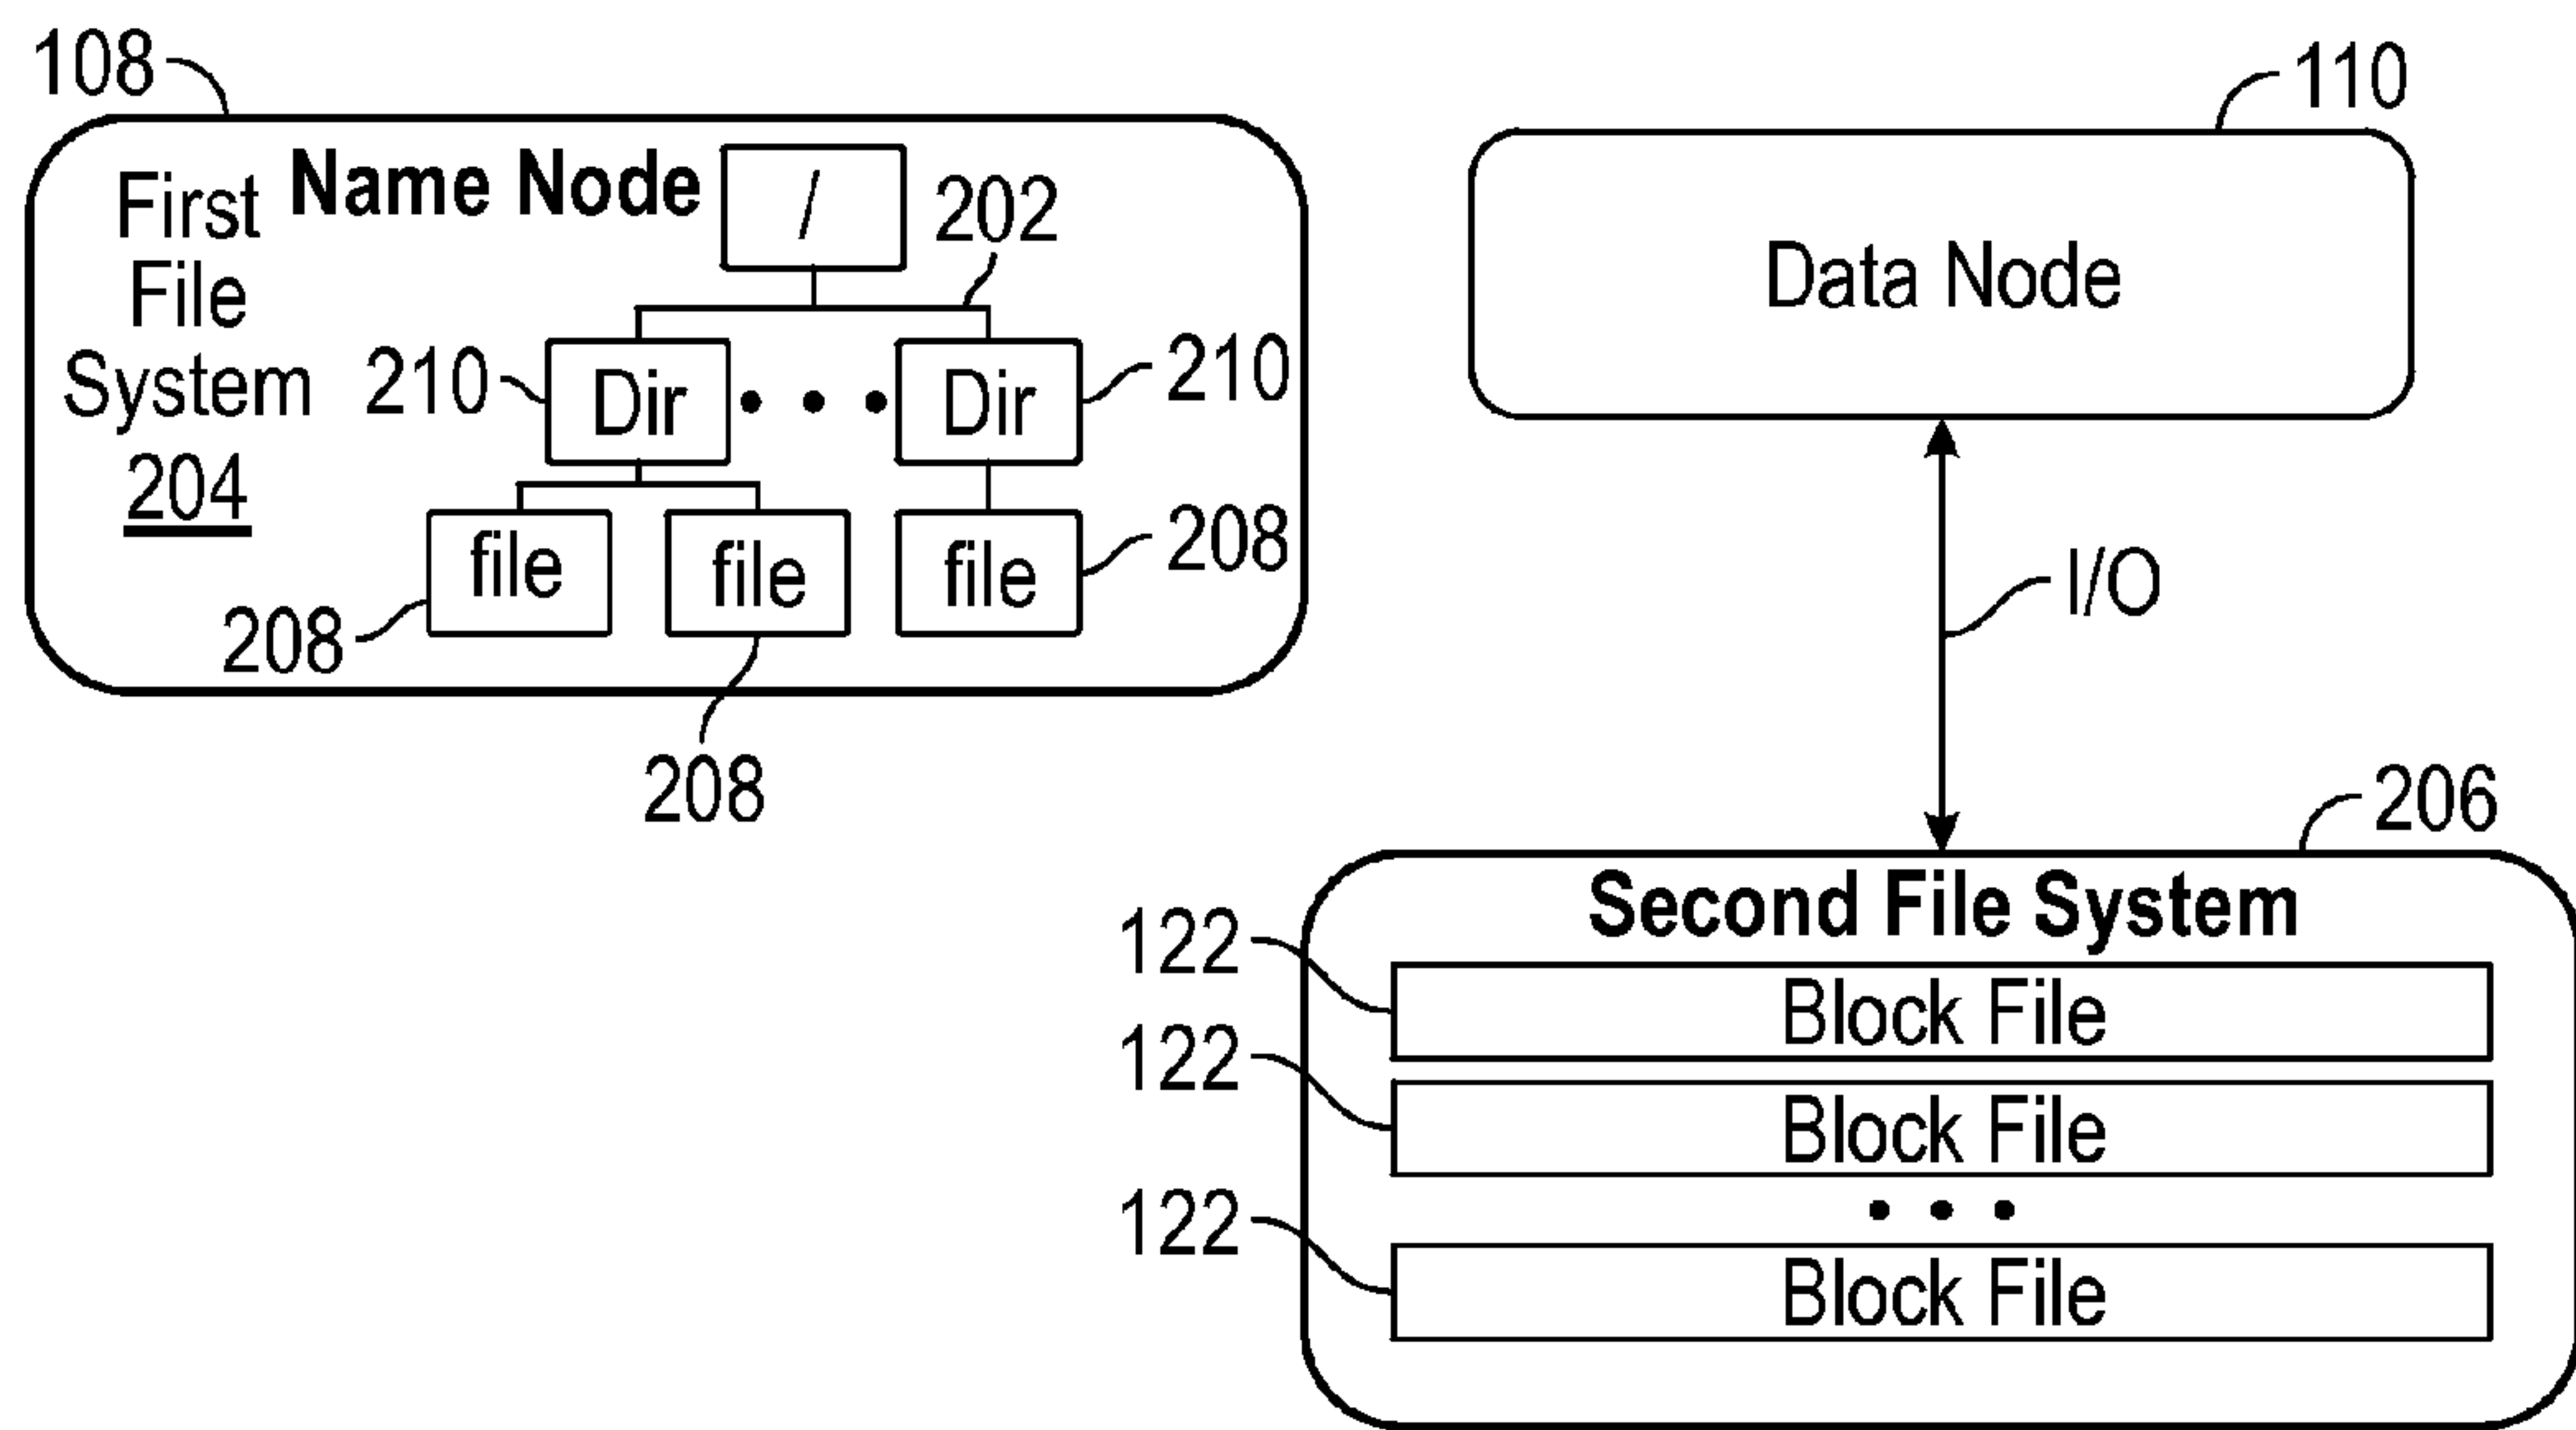 108
Name Node
First
File
System
204
/
202
210
Dir
• • •
Dir
210
file
file
file
208
208
208
110
Data Node
I/O
206
Second File System
122
Block File
122
Block File
• • •
122
Block File